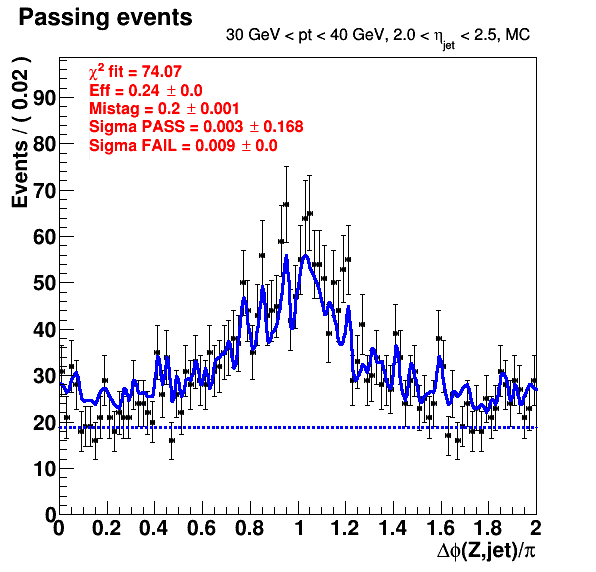 Passing events
30 GeV < pt < 40 GeV, 2.0 < ηjet < 2.5, MC
χ² fit = 74.07
Eff = 0.24 ± 0.0
Mistag = 0.2 ± 0.001
Sigma PASS = 0.003 ± 0.168
Sigma FAIL = 0.009 ± 0.0
Events / ( 0.02 )
90
80
70
60
50
40
30
20
10
0
0 0.2 0.4 0.6 0.8 1 1.2 1.4 1.6 1.8 2
Δϕ(Z,jet)/π